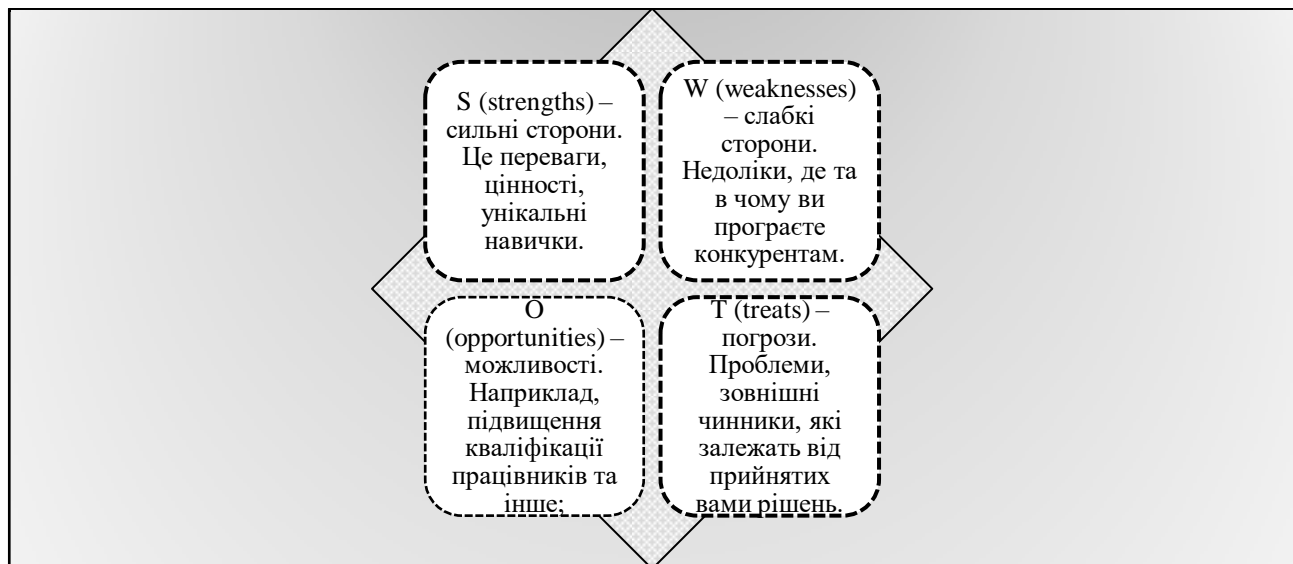 S (strengths) –
сильні сторони.
Це переваги,
цінності,
унікальні
навички.
W (weaknesses)
– слабкі
сторони.
Недоліки, де та
в чому ви
програєте
конкурентам.
O
(opportunities) –
можливості.
Наприклад,
підвищення
кваліфікації
працівників та
інше;
T (treats) –
погрози.
Проблеми,
зовнішні
чинники, які
залежать від
прийнятих
вами рішень.